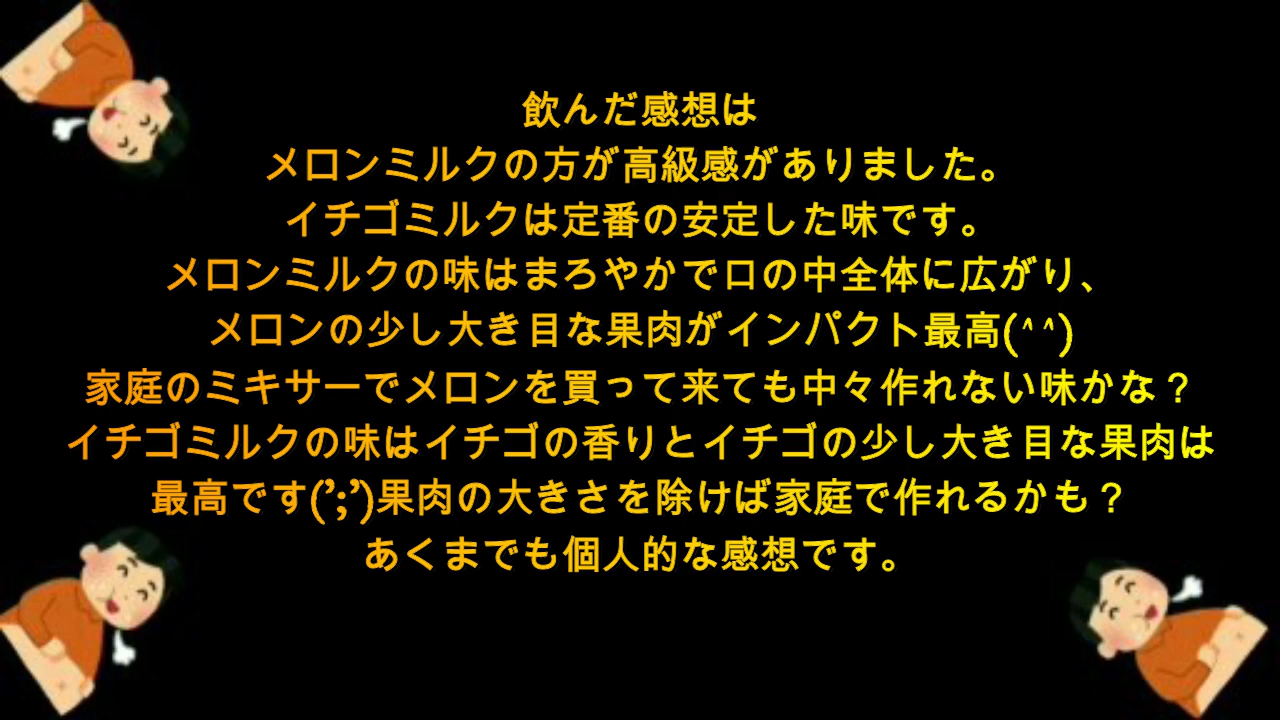 飲んだ感想は
メロンミルクの方が高級感がありました。
イチゴミルクは定番の安定した味です。
メロンミルクの味はまろやかで口の中全体に広がり、
メロンの少し大き目な果肉がインパクト最高(^ ^)
家庭のミキサーでメロンを買って来ても中々作れない味かな？
イチゴミルクの味はイチゴの香りとイチゴの少し大き目な果肉は
最高です(’;’)果肉の大きさを除けば家庭で作れるかも？
あくまでも個人的な感想です。